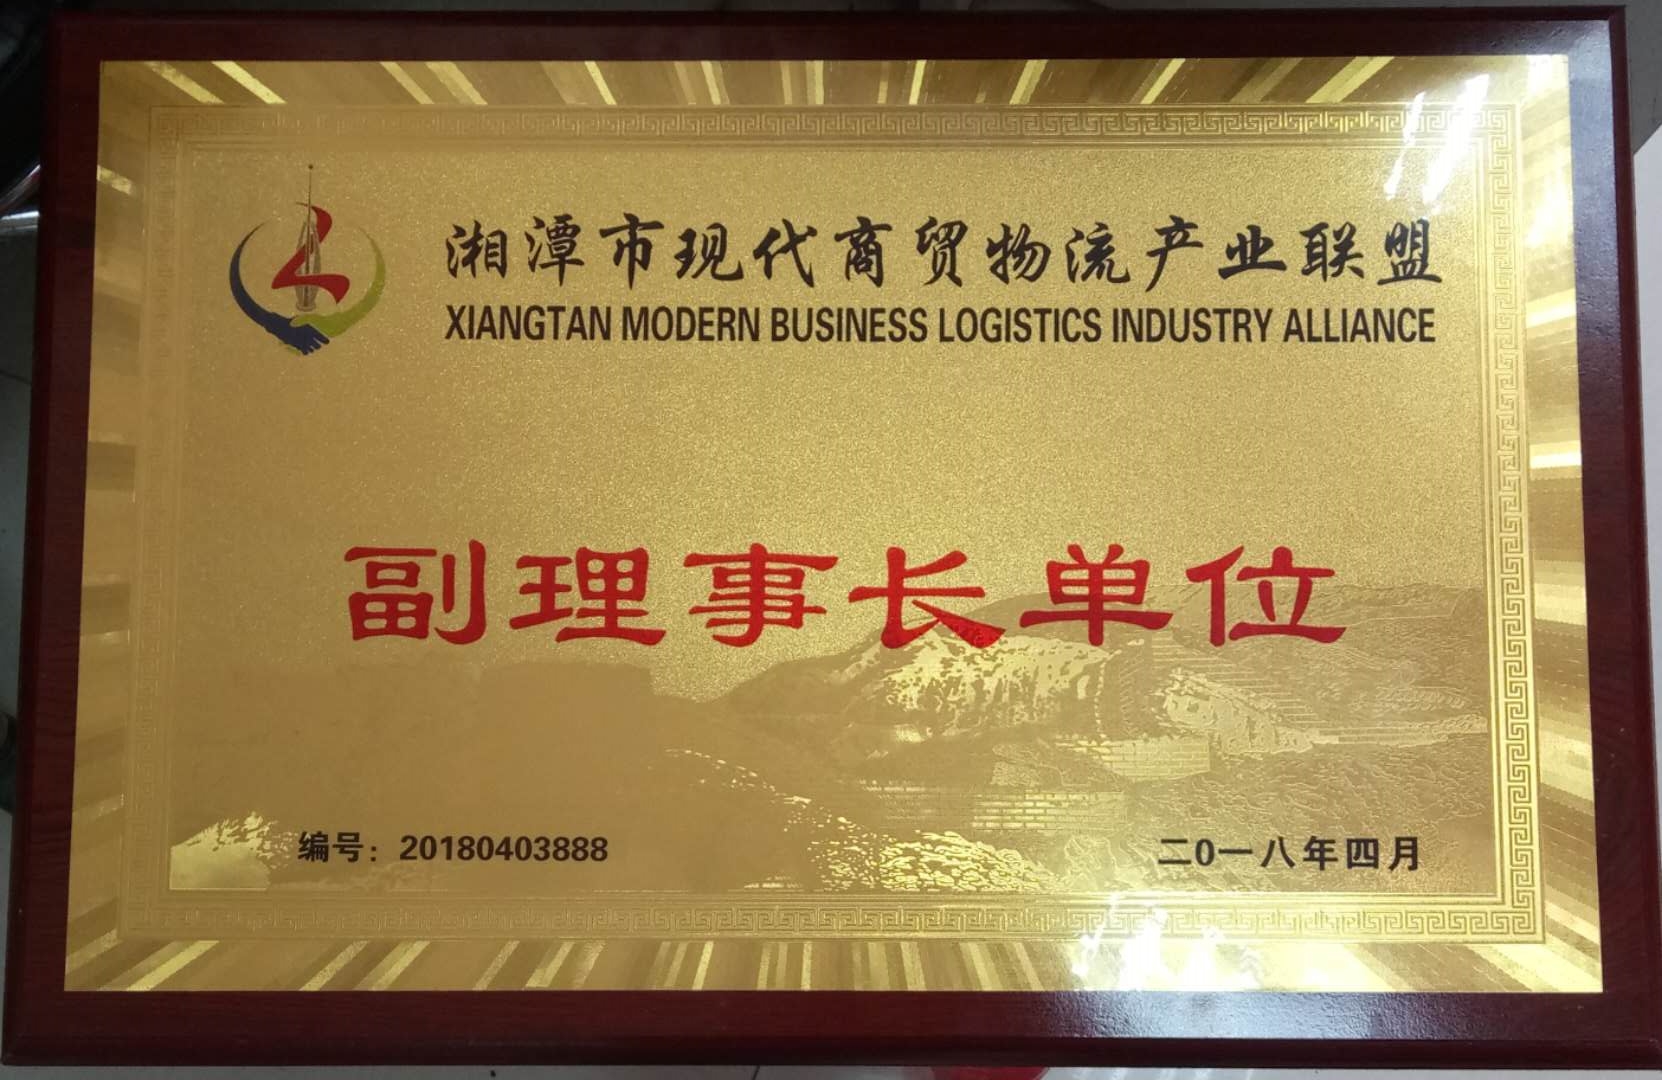 湘潭市现代商贸物流产业联盟
XIANGTAN MODERN BUSINESS LOGISTICS INDUSTRY ALLIANCE
副理事长单位
编号：20180403888
二0一八年四月